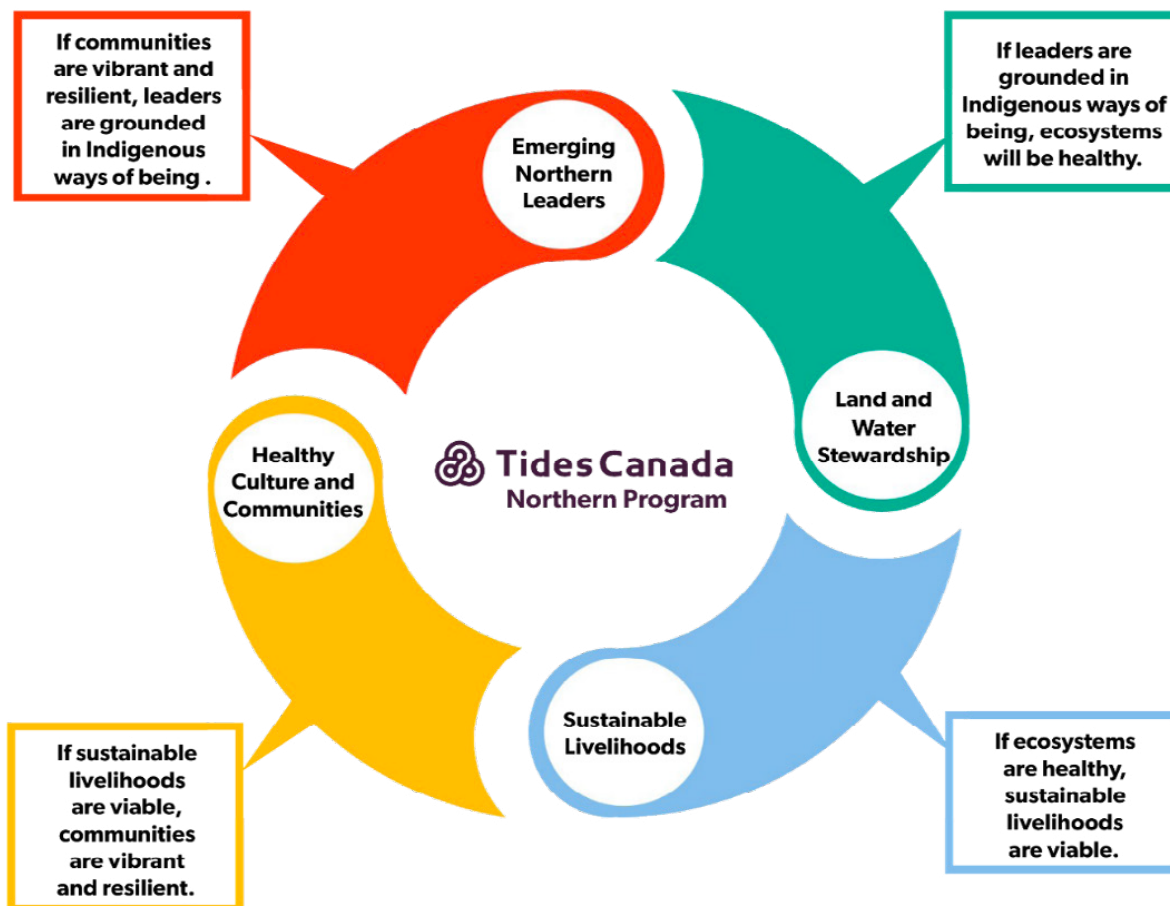 If communities
are vibrant and
resilient, leaders
are grounded
in Indigenous
ways of being .
Emerging
Northern
Leaders
If leaders are
grounded in
Indigenous ways of
being, ecosystems
will be healthy.
Land and
Water
Stewardship
Healthy
Culture and
Communities
Tides Canada
Northern Program
Sustainable
Livelihoods
If sustainable
livelihoods
are viable,
communities
are vibrant
and resilient.
If ecosystems
are healthy,
sustainable
livelihoods
are viable.